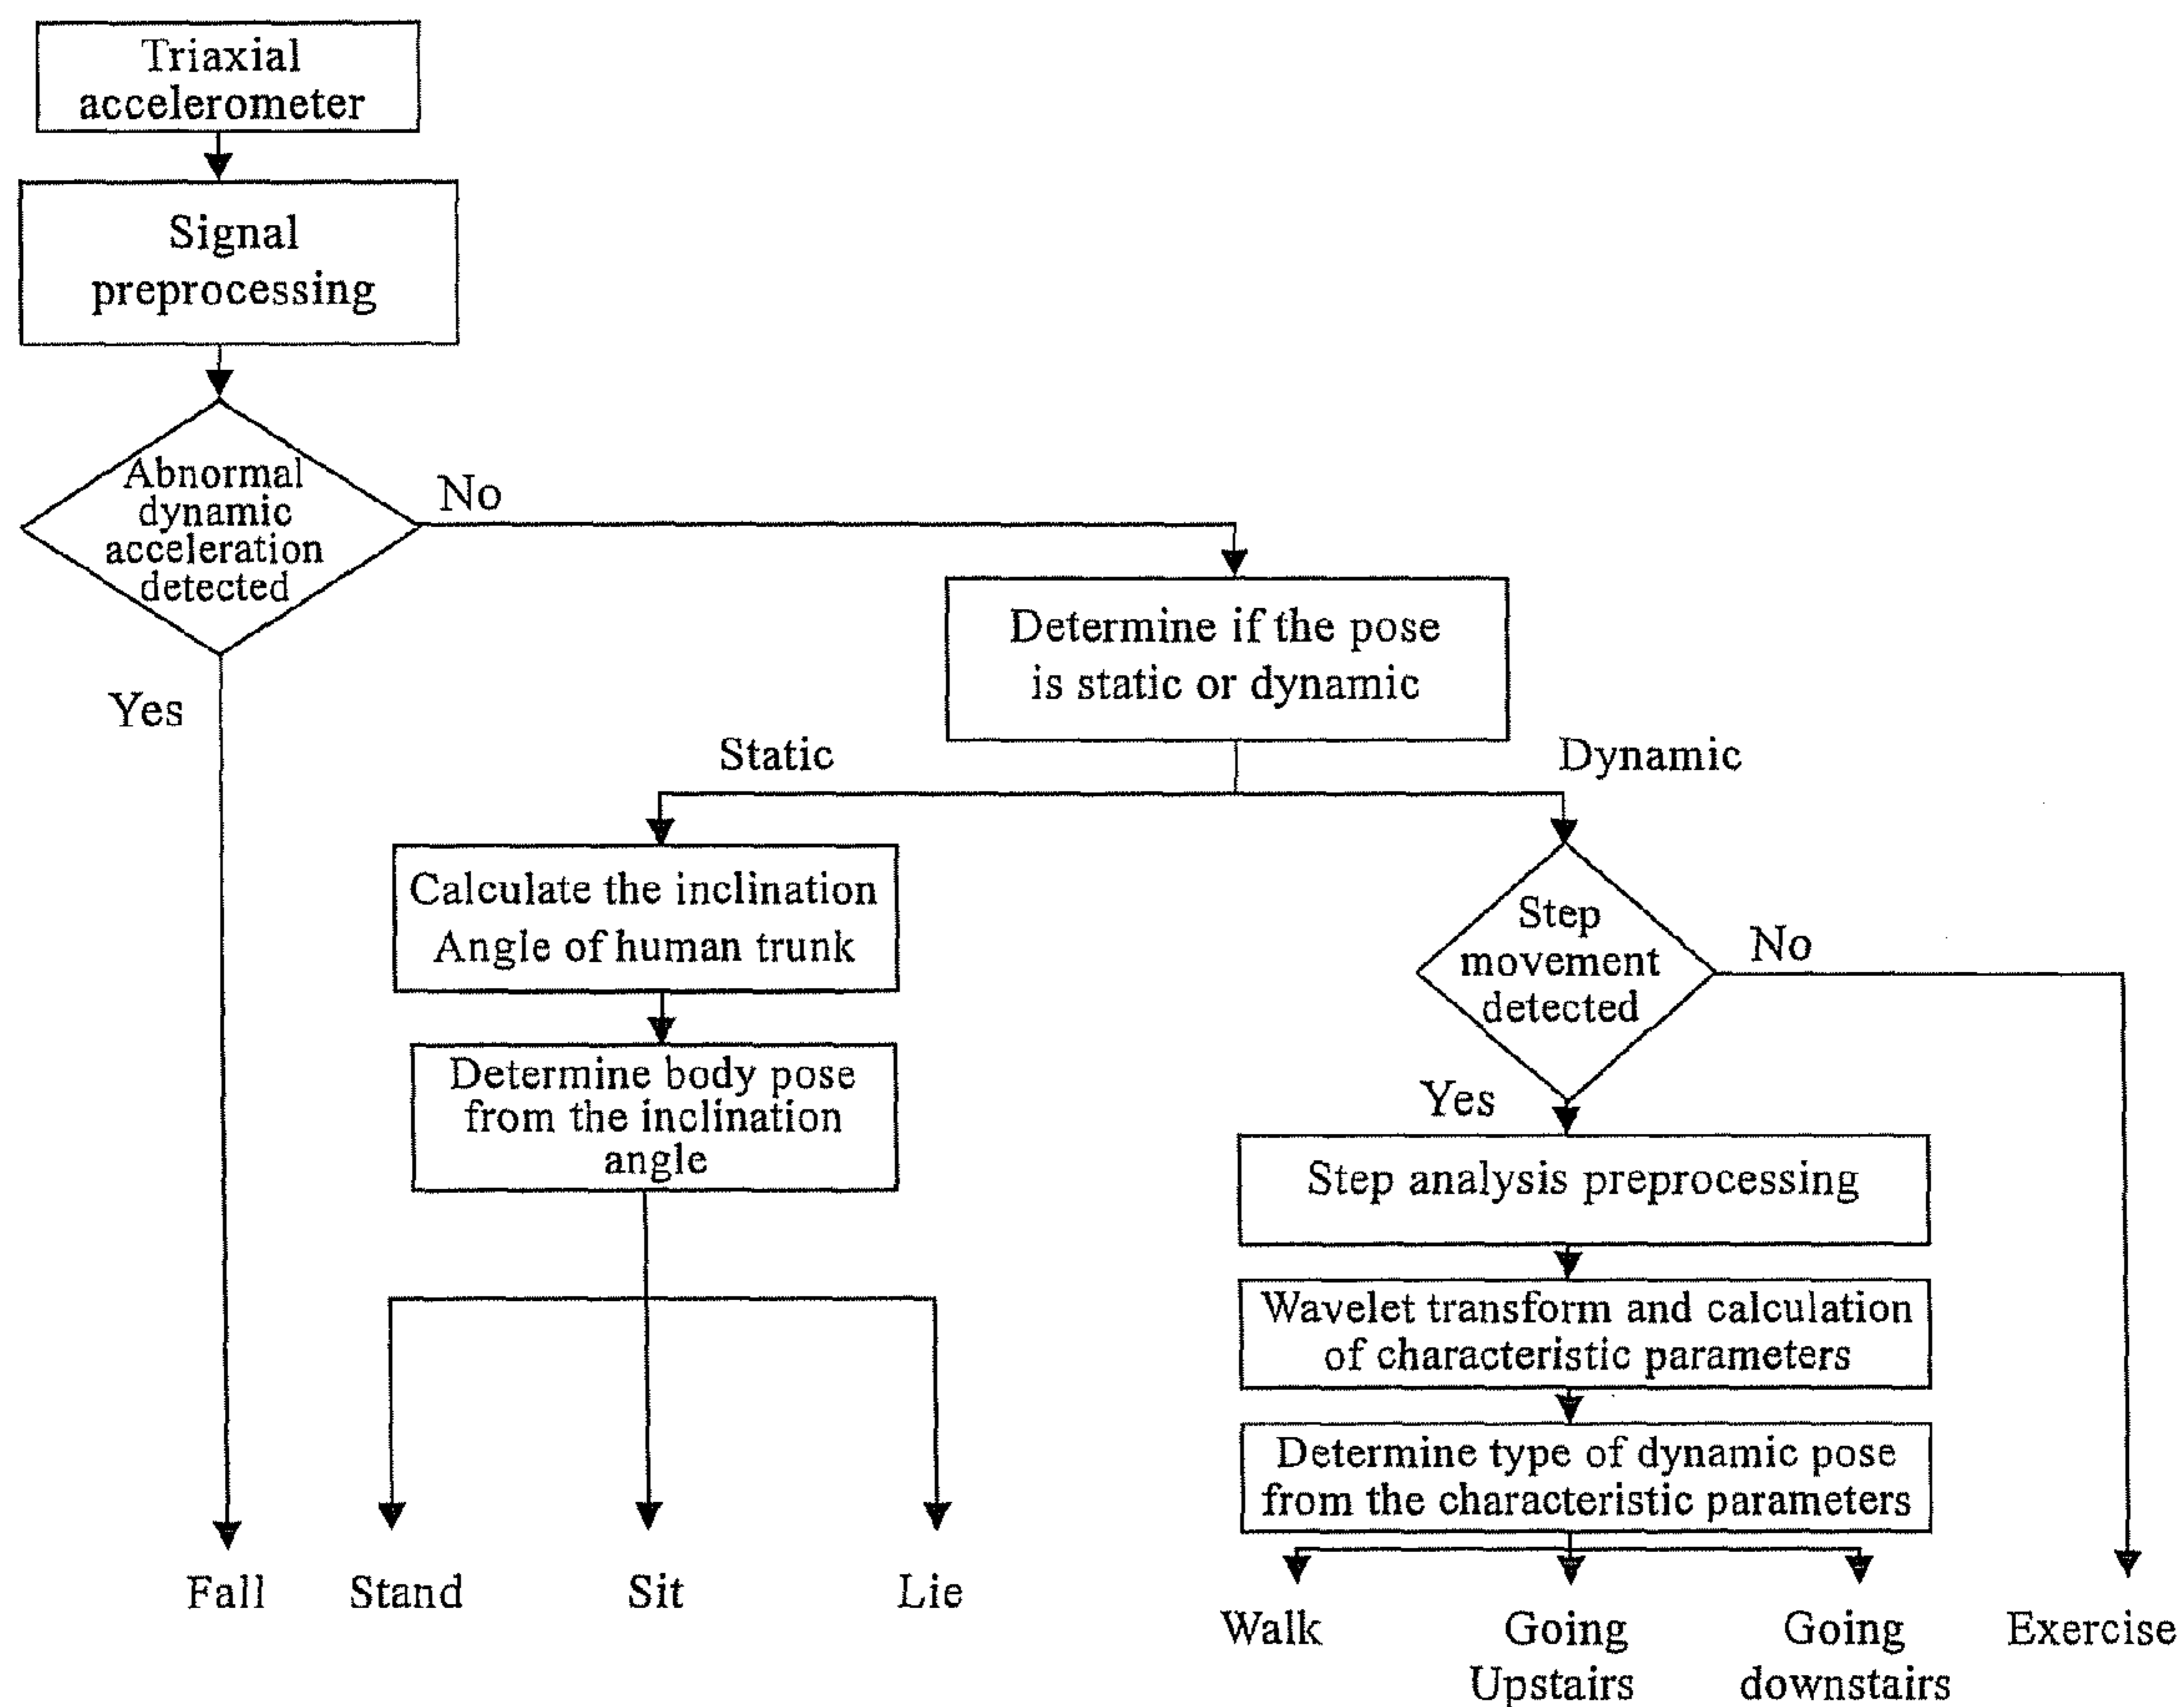 Triaxial
accelerometer
Signal
preprocessing
Abnormal
dynamic
acceleration
detected
No
Yes
Determine if the pose
is static or dynamic
Static
Dynamic
Calculate the inclination
Angle of human trunk
Determine body pose
from the inclination
angle
Step
movement
detected
No
Yes
Step analysis preprocessing
Wavelet transform and calculation
of characteristic parameters
Determine type of dynamic pose
from the characteristic parameters
Fall
Stand
Sit
Lie
Walk
Going
Upstairs
Going
downstairs
Exercise